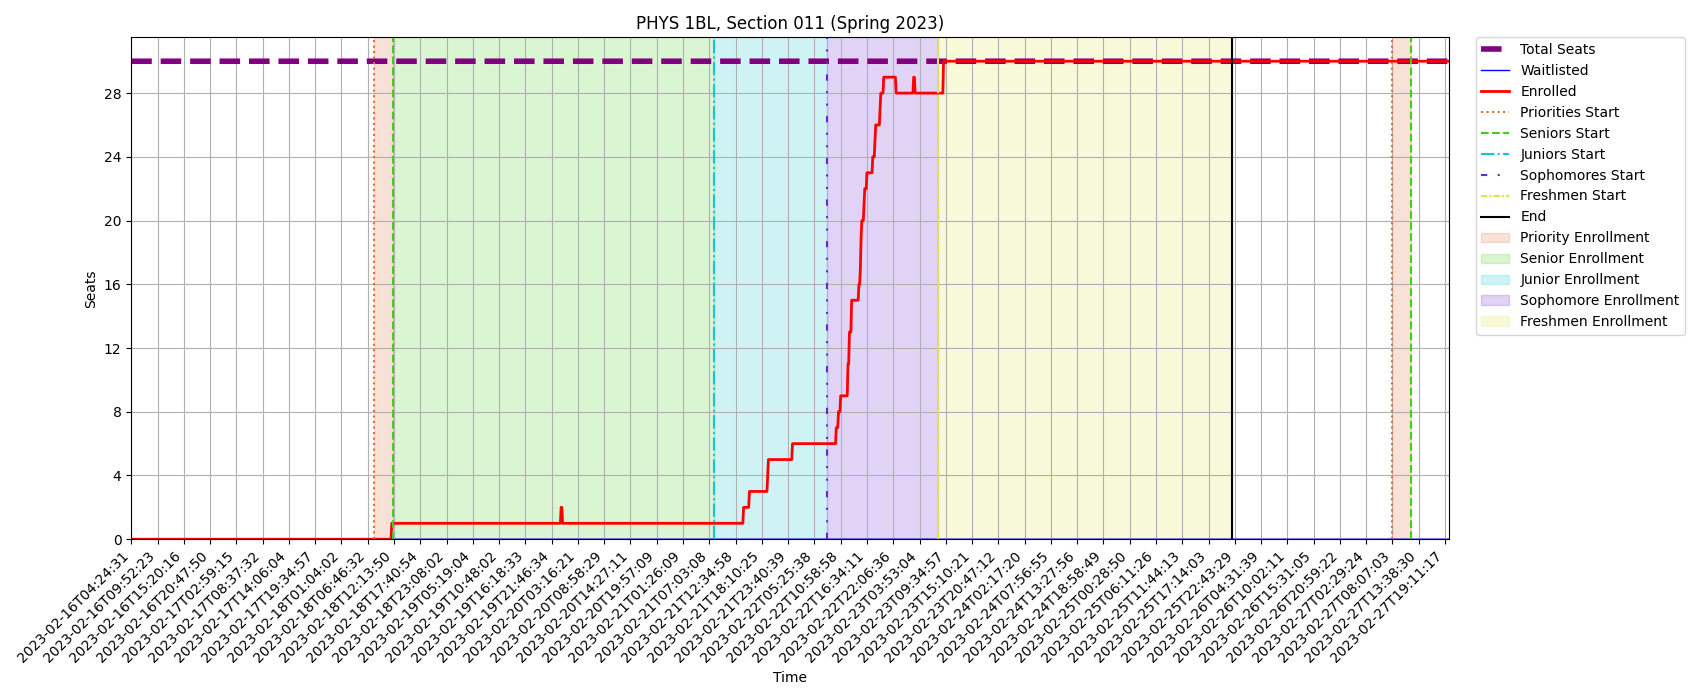 PHYS 1BL, Section 011 (Spring 2023)
Seats
28
24
20
16
12
8
4
0
2023-02-16T04:24:31
2023-02-16T09:52:23
2023-02-16T15:20:16
2023-02-16T20:47:50
2023-02-17T02:59:15
2023-02-17T08:37:32
2023-02-17T14:06:04
2023-02-17T19:34:57
2023-02-18T01:04:02
2023-02-18T06:46:32
2023-02-18T12:13:50
2023-02-18T17:40:54
2023-02-18T23:08:02
2023-02-19T05:19:04
2023-02-19T10:48:02
2023-02-19T16:18:33
2023-02-19T21:46:34
2023-02-20T03:16:21
2023-02-20T08:58:29
2023-02-20T14:27:11
2023-02-20T19:57:09
2023-02-21T01:26:09
2023-02-21T07:03:08
2023-02-21T12:34:58
2023-02-21T18:10:25
2023-02-21T23:40:39
2023-02-22T05:25:38
2023-02-22T10:58:58
2023-02-22T16:34:11
2023-02-22T22:06:36
2023-02-23T03:53:04
2023-02-23T09:34:57
2023-02-23T15:10:21
2023-02-23T20:47:12
2023-02-24T02:17:20
2023-02-24T07:56:55
2023-02-24T13:27:56
2023-02-24T18:58:49
2023-02-25T00:28:50
2023-02-25T06:11:26
2023-02-25T11:44:13
2023-02-25T17:14:03
2023-02-25T22:43:29
2023-02-26T04:31:39
2023-02-26T10:02:11
2023-02-26T15:31:05
2023-02-26T20:59:22
2023-02-27T02:29:24
2023-02-27T08:07:03
2023-02-27T13:38:30
2023-02-27T19:11:17
Time
Total Seats
Waitlisted
Enrolled
Priorities Start
Seniors Start
Juniors Start
Sophomores Start
Freshmen Start
End
Priority Enrollment
Senior Enrollment
Junior Enrollment
Sophomore Enrollment
Freshmen Enrollment